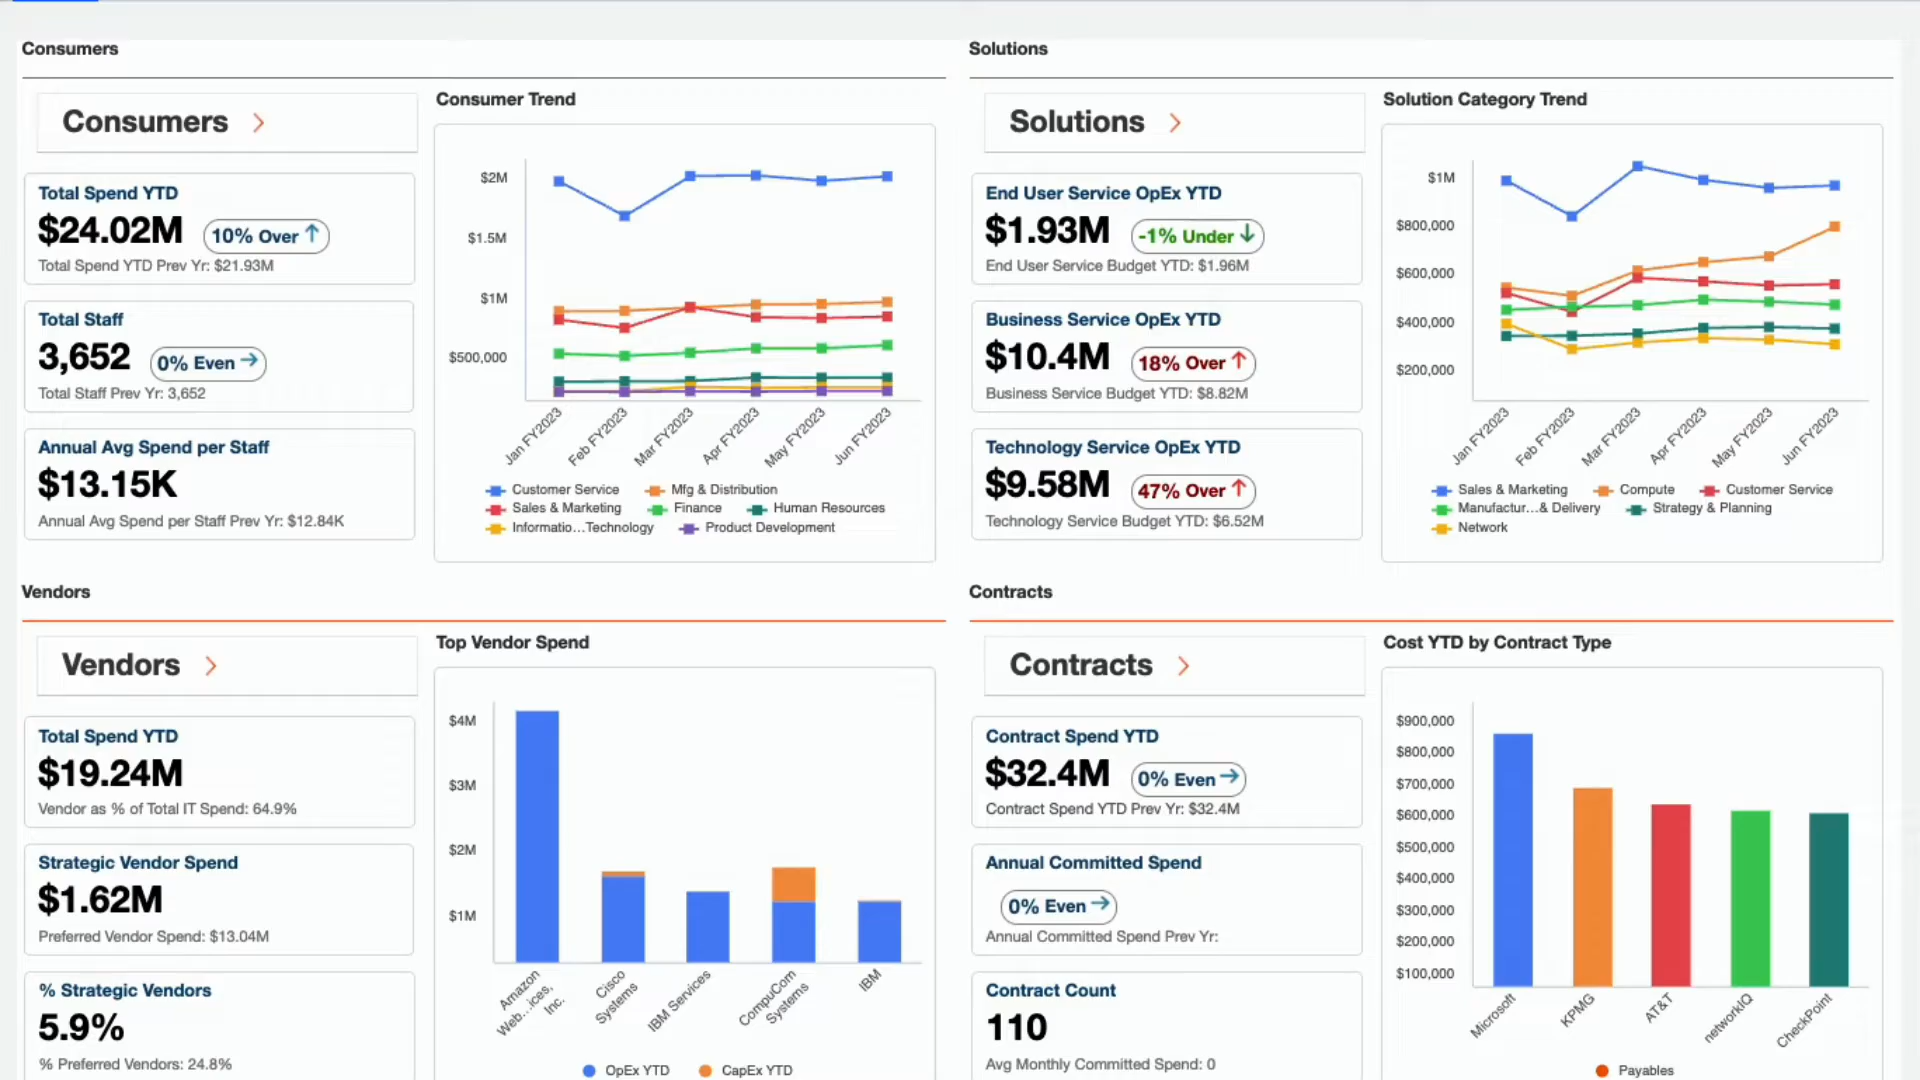 Consumers
Consumers
Total Spend YTD
$24.02M 10% Over
Total Spend YTD Prev Yr: $21.93M
Total Staff
3,652 0% Even
Total Staff Prev Yr: 3,652
Annual Avg Spend per Staff
$13.15K
Annual Avg Spend per Staff Prev Yr: $12.84K
Consumer Trend
$2M
$1.5M
$1M
$500,000
Jan FY2023
Feb FY2023
Mar FY2023
Apr FY2023
May FY2023
Jun FY2023
Customer Service Mfg & Distribution
Sales & Marketing Finance Human Resources
Informatio...Technology Product Development
Solutions
Solutions
End User Service OpEx YTD
$1.93M -1% Under
End User Service Budget YTD: $1.96M
Business Service OpEx YTD
$10.4M 18% Over
Business Service Budget YTD: $8.82M
Technology Service OpEx YTD
$9.58M 47% Over
Technology Service Budget YTD: $6.52M
Solution Category Trend
$1M
$800,000
$600,000
$400,000
$200,000
Jan FY2023
Feb FY2023
Mar FY2023
Apr FY2023
May FY2023
Jun FY2023
Sales & Marketing Compute Customer Service
Manufactur...& Delivery Strategy & Planning
Network
Vendors
Vendors
Total Spend YTD
$19.24M
Vendor as % of Total IT Spend: 64.9%
Strategic Vendor Spend
$1.62M
Preferred Vendor Spend: $13.04M
% Strategic Vendors
5.9%
% Preferred Vendors: 24.8%
Top Vendor Spend
$4M
$3M
$2M
$1M
Amazon
Web...ices,
Inc.
Cisco
Systems
IBM Services
CompuCom
Systems
IBM
OpEx YTD CapEx YTD
Contracts
Contracts
Contract Spend YTD
$32.4M 0% Even
Contract Spend YTD Prev Yr: $32.4M
Annual Committed Spend
0% Even
Annual Committed Spend Prev Yr:
Contract Count
110
Avg Monthly Committed Spend: 0
Cost YTD by Contract Type
$900,000
$800,000
$700,000
$600,000
$500,000
$400,000
$300,000
$200,000
$100,000
Microsoft
KPMG
AT&T
networkIQ
CheckPoint
Payables